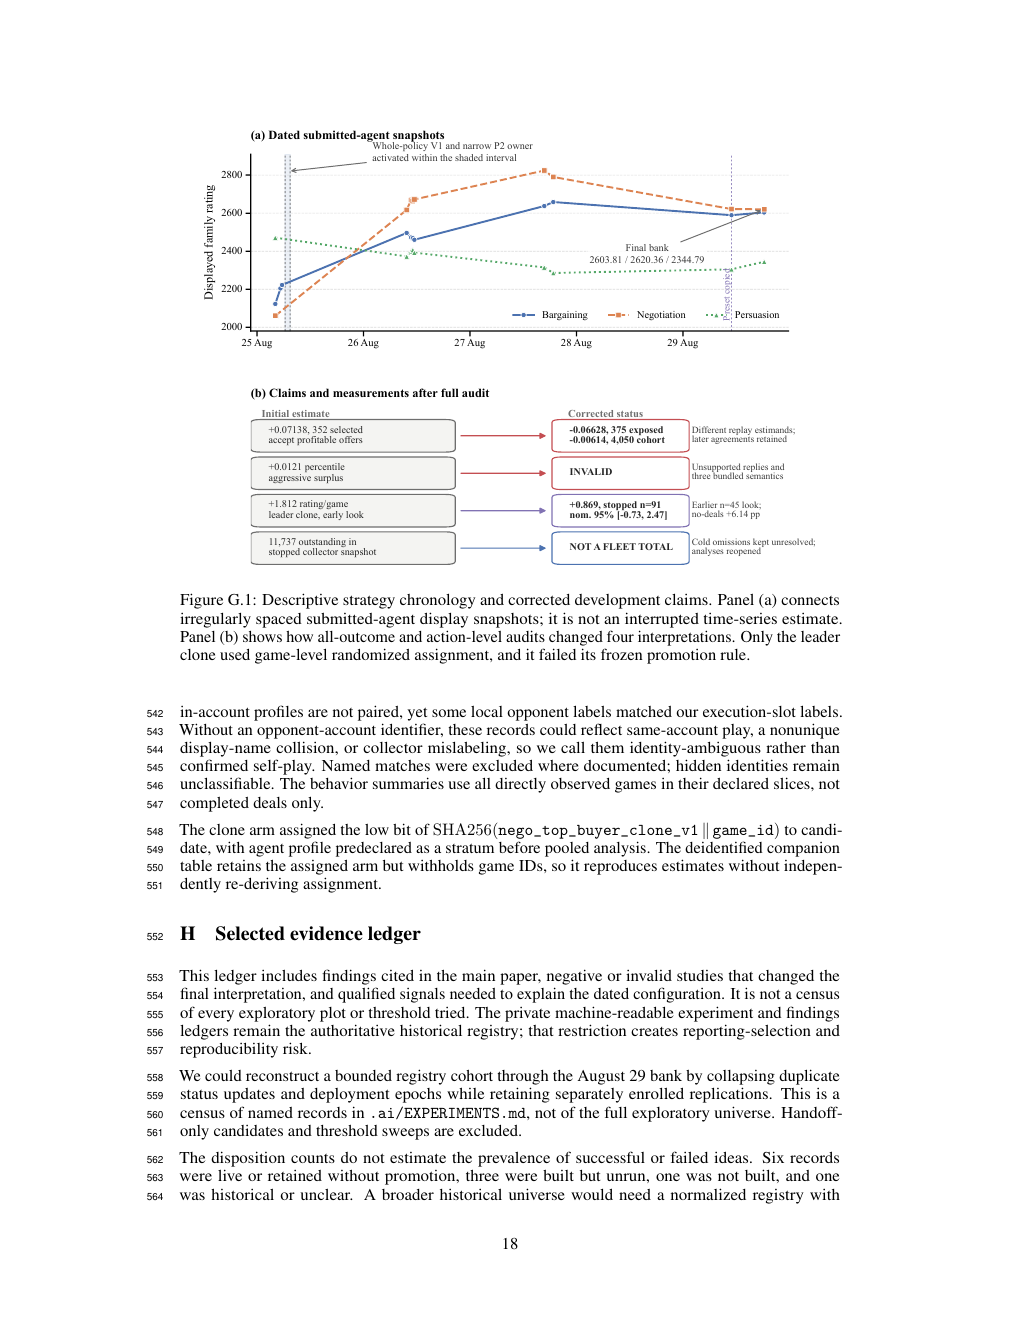 (a) Dated submitted-agent snapshots
Whole-policy V1 and narrow P2 owner
activated within the shaded interval
Displayed family rating
2800
2600
2400
2200
2000
Final bank
2603.81 / 2620.36 / 2344.79
Preset copied
Bargaining
Negotiation
Persuasion
25 Aug
26 Aug
27 Aug
28 Aug
29 Aug
(b) Claims and measurements after full audit
Initial estimate
Corrected status
+0.07138, 352 selected
accept profitable offers
-0.06628, 375 exposed
-0.00614, 4,050 cohort
Different replay estimands;
later agreements retained
+0.0121 percentile
aggressive surplus
INVALID
Unsupported replies and
three bundled semantics
+1.812 rating/game
leader clone, early look
+0.869, stopped n=91
nom. 95% [-0.73, 2.47]
Earlier n=45 look;
no-deals +6.14 pp
11,737 outstanding in
stopped collector snapshot
NOT A FLEET TOTAL
Cold omissions kept unresolved;
analyses reopened
Figure G.1: Descriptive strategy chronology and corrected development claims. Panel (a) connects
irregularly spaced submitted-agent display snapshots; it is not an interrupted time-series estimate.
Panel (b) shows how all-outcome and action-level audits changed four interpretations. Only the leader
clone used game-level randomized assignment, and it failed its frozen promotion rule.
542 in-account profiles are not paired, yet some local opponent labels matched our execution-slot labels.
543 Without an opponent-account identifier, these records could reflect same-account play, a nonunique
544 display-name collision, or collector mislabeling, so we call them identity-ambiguous rather than
545 confirmed self-play. Named matches were excluded where documented; hidden identities remain
546 unclassifiable. The behavior summaries use all directly observed games in their declared slices, not
547 completed deals only.
548 The clone arm assigned the low bit of SHA256(nego_top_buyer_clone_v1 || game_id) to candi-
549 date, with agent profile predeclared as a stratum before pooled analysis. The deidentified companion
550 table retains the assigned arm but withholds game IDs, so it reproduces estimates without indepen-
551 dently re-deriving assignment.
552 H Selected evidence ledger
553 This ledger includes findings cited in the main paper, negative or invalid studies that changed the
554 final interpretation, and qualified signals needed to explain the dated configuration. It is not a census
555 of every exploratory plot or threshold tried. The private machine-readable experiment and findings
556 ledgers remain the authoritative historical registry; that restriction creates reporting-selection and
557 reproducibility risk.
558 We could reconstruct a bounded registry cohort through the August 29 bank by collapsing duplicate
559 status updates and deployment epochs while retaining separately enrolled replications. This is a
560 census of named records in .ai/EXPERIMENTS.md, not of the full exploratory universe. Handoff-
561 only candidates and threshold sweeps are excluded.
562 The disposition counts do not estimate the prevalence of successful or failed ideas. Six records
563 were live or retained without promotion, three were built but unrun, one was not built, and one
564 was historical or unclear. A broader historical universe would need a normalized registry with
18